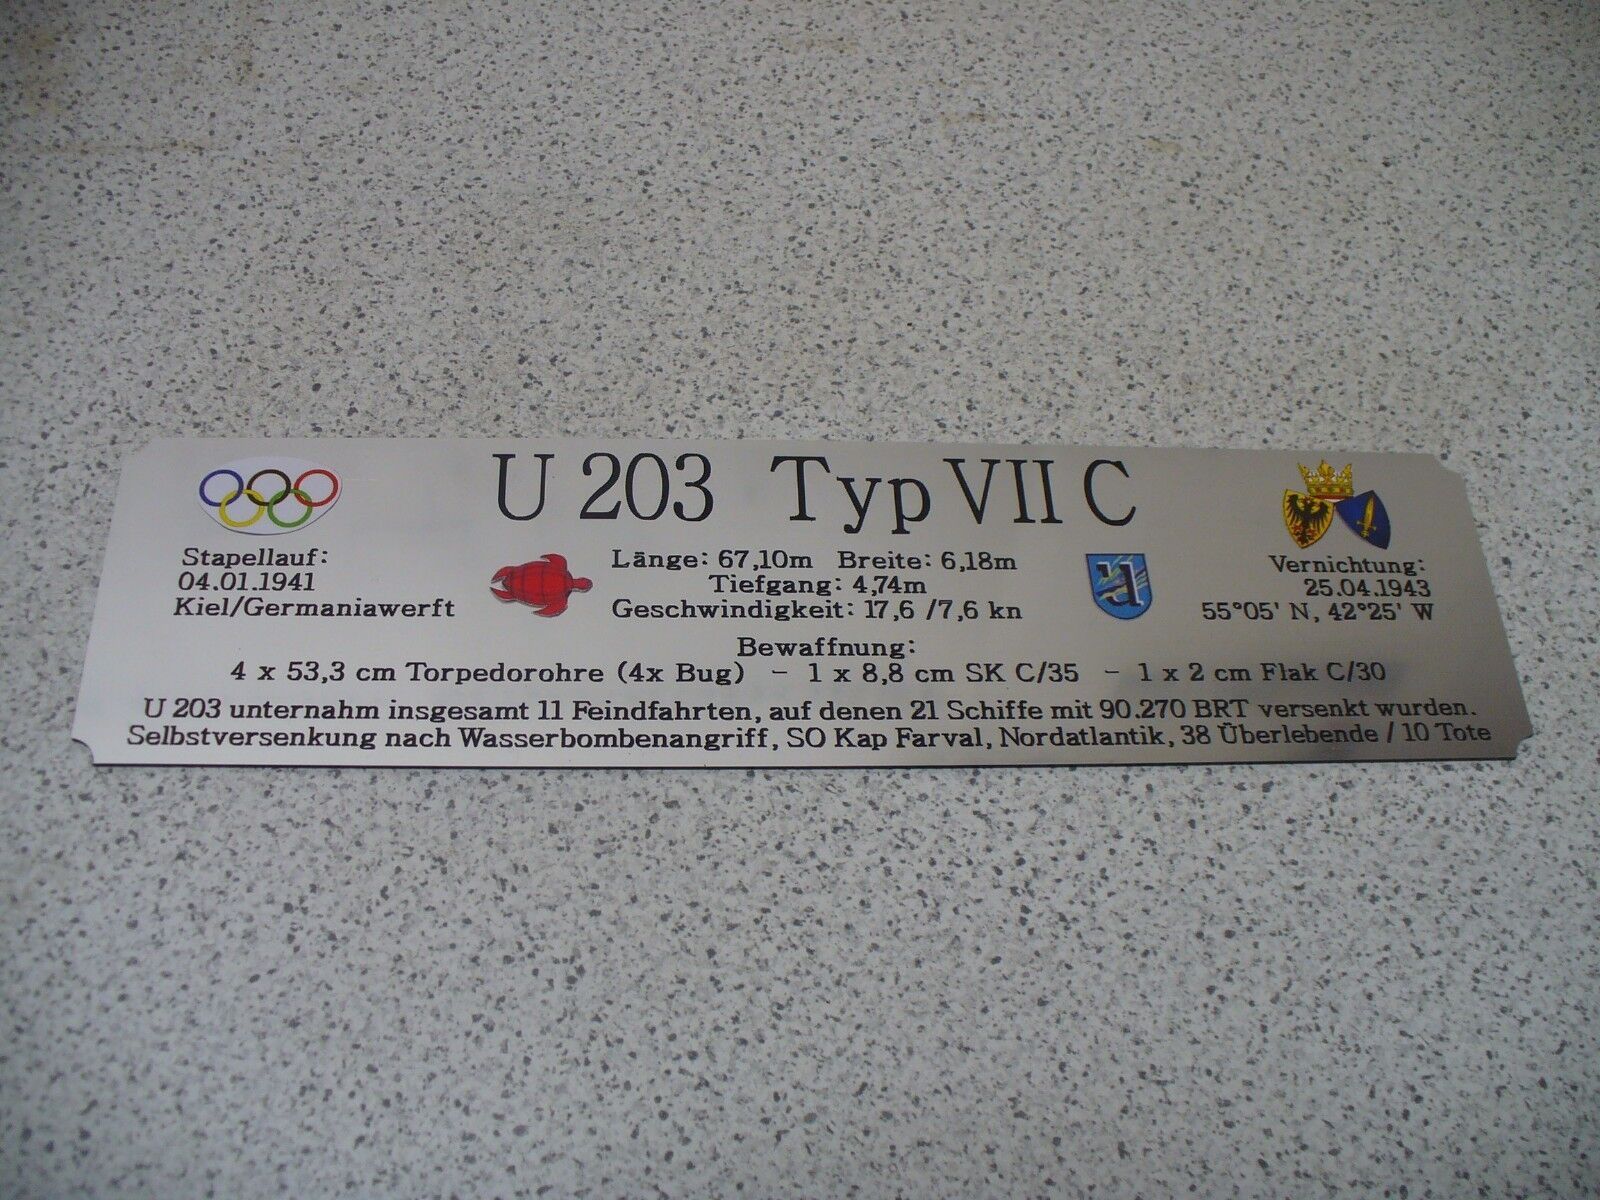 U 203 Typ VII C
Stapellauf:
04.01.1941
Kiel/Germaniawerft
Länge: 67,10m Breite: 6,18m
Tiefgang: 4,74m
Geschwindigkeit: 17,6 /7,6 kn
U
Vernichtung:
25.04.1943
55°05' N, 42°25' W
Bewaffnung:
4 x 53,3 cm Torpedorohre (4x Bug) - 1 x 8,8 cm SK C/35 - 1 x 2 cm Flak C/30
U 203 unternahm insgesamt 11 Feindfahrten, auf denen 21 Schiffe mit 90.270 BRT versenkt wurden.
Selbstversenkung nach Wasserbombenangriff, SO Kap Farval, Nordatlantik, 38 Überlebende / 10 Tote